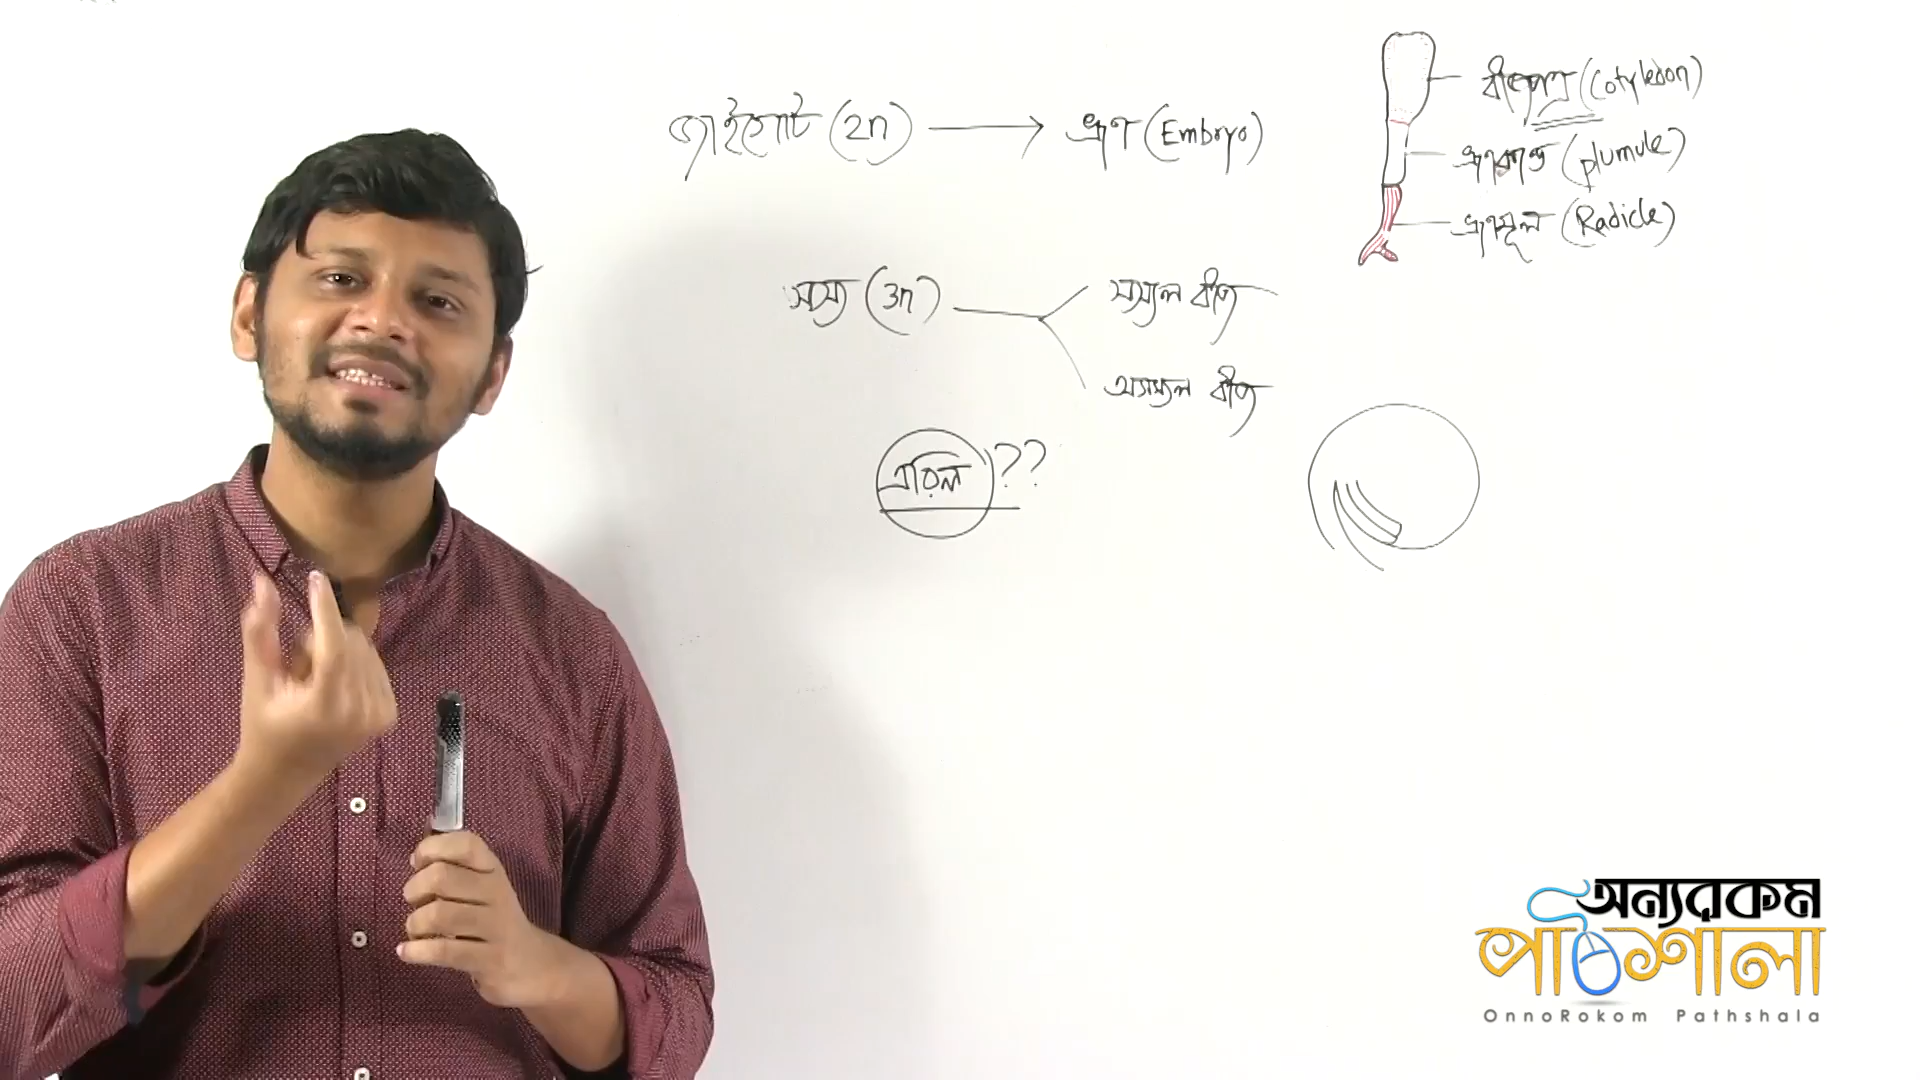 জাইগোট (2n) → ভ্রূণ (Embryo)
বীজপত্র (Cotyledon)
ভ্রূণকান্ড (plumule)
ভ্রূণমূল (Radicle)
সস্য (3n)
সস্যল বীজ
অসস্যল বীজ
এরিল ??
অন্যরকম
পাঠশালা
OnnoRokom Pathshala